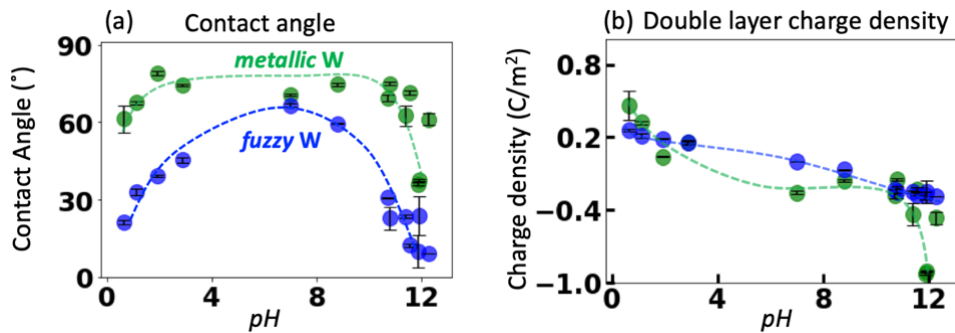 (a) Contact angle
Contact Angle (˚)
90
60
30
0
metallic W
fuzzy W
0 4 8 12
pH
(b) Double layer charge density
Charge density (C/m²)
0.8
0.2
−0.4
−1.0
0 4 8 12
pH